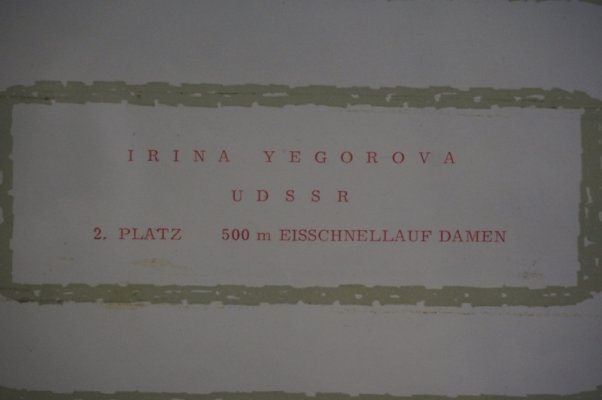 IRINA YEGOROVA
UDSSR
2. PLATZ 500 m EISSCHNELLAUF DAMEN